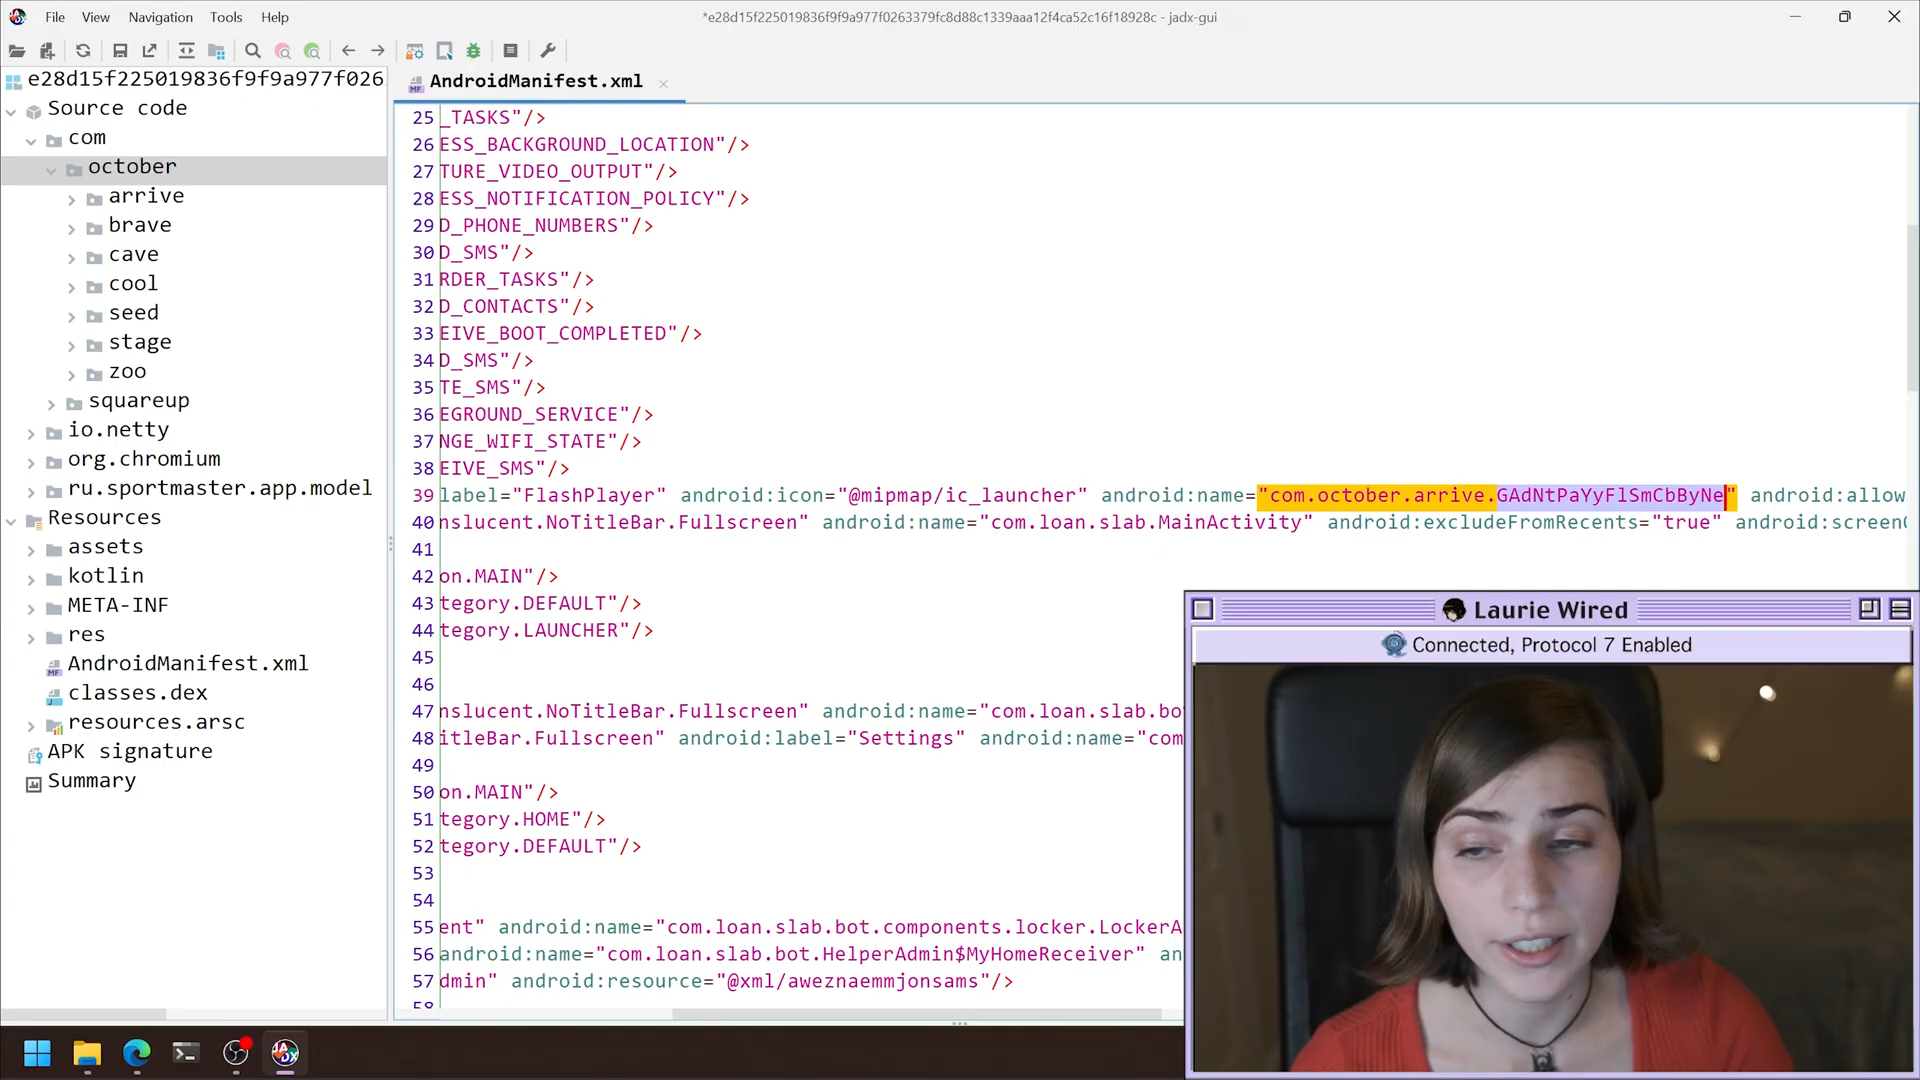 File View Navigation Tools Help
*e28d15f225019836f9f9a977f0263379fc8d88c1339aaa12f4ca52c16f18928c - jadx-gui
e28d15f225019836f9f9a977f026
Source code
com
october
arrive
brave
cave
cool
seed
stage
zoo
squareup
io.netty
org.chromium
ru.sportmaster.app.model
Resources
assets
kotlin
META-INF
res
AndroidManifest.xml
classes.dex
resources.arsc
APK signature
Summary
AndroidManifest.xml
25 _TASKS"/>
26 ESS_BACKGROUND_LOCATION"/>
27 TURE_VIDEO_OUTPUT"/>
28 ESS_NOTIFICATION_POLICY"/>
29 D_PHONE_NUMBERS"/>
30 D_SMS"/>
31 RDER_TASKS"/>
32 D_CONTACTS"/>
33 EIVE_BOOT_COMPLETED"/>
34 D_SMS"/>
35 TE_SMS"/>
36 EGROUND_SERVICE"/>
37 NGE_WIFI_STATE"/>
38 EIVE_SMS"/>
39 label="FlashPlayer" android:icon="@mipmap/ic_launcher" android:name="com.october.arrive.GAdNtPaYyFlSmCbByNe" android:allow
40 nslucent.NoTitleBar.Fullscreen" android:name="com.loan.slab.MainActivity" android:excludeFromRecents="true" android:screenO
41
42 on.MAIN"/>
43 tegory.DEFAULT"/>
44 tegory.LAUNCHER"/>
45
46
47 nslucent.NoTitleBar.Fullscreen" android:name="com.loan.slab.bo
48 itleBar.Fullscreen" android:label="Settings" android:name="com
49
50 on.MAIN"/>
51 tegory.HOME"/>
52 tegory.DEFAULT"/>
53
54
55 ent" android:name="com.loan.slab.bot.components.locker.LockerA
56 android:name="com.loan.slab.bot.HelperAdmin$MyHomeReceiver" an
57 dmin" android:resource="@xml/aweznaemmjonsams"/>
58
Laurie Wired
Connected, Protocol 7 Enabled